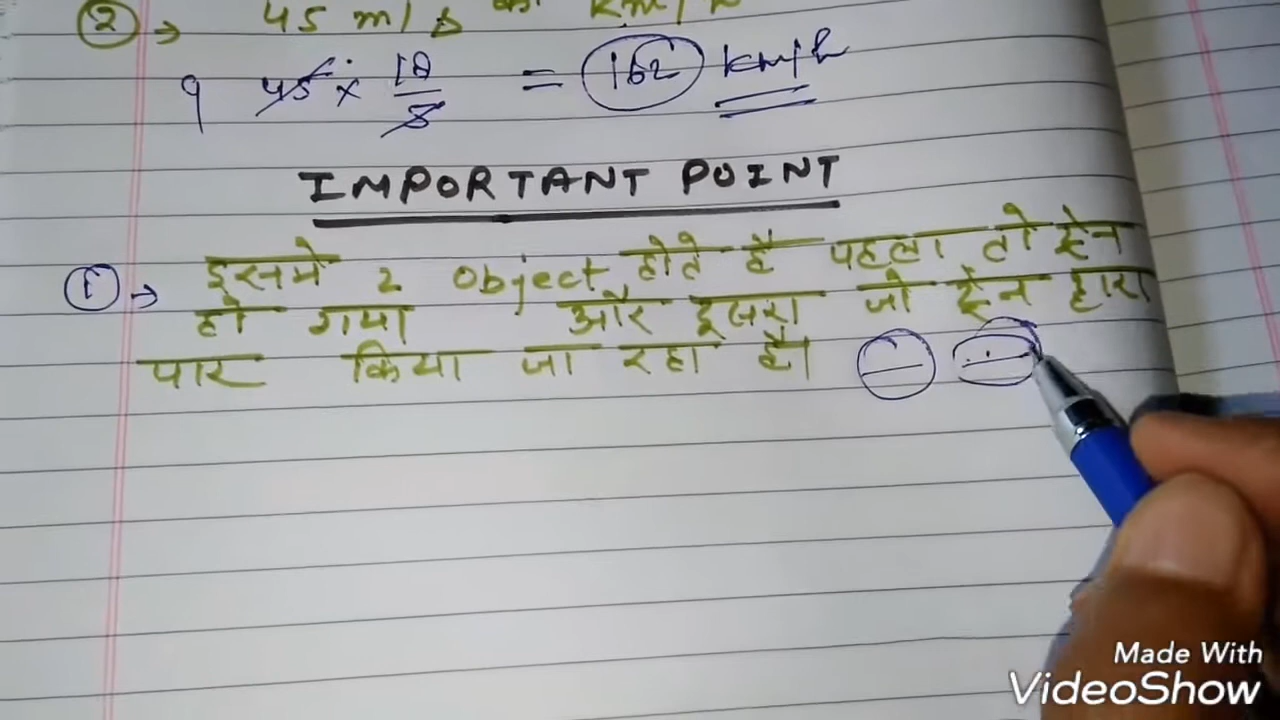 ② → 45 m/s को km/h
9 45 × 18/5 = 162 km/h
IMPORTANT POINT
① → इसमे 2 object होते है पहला तो ट्रेन
हो गया और दूसरा जो ट्रेन द्वारा
पार किया जा रहा है।
Made With
VideoShow